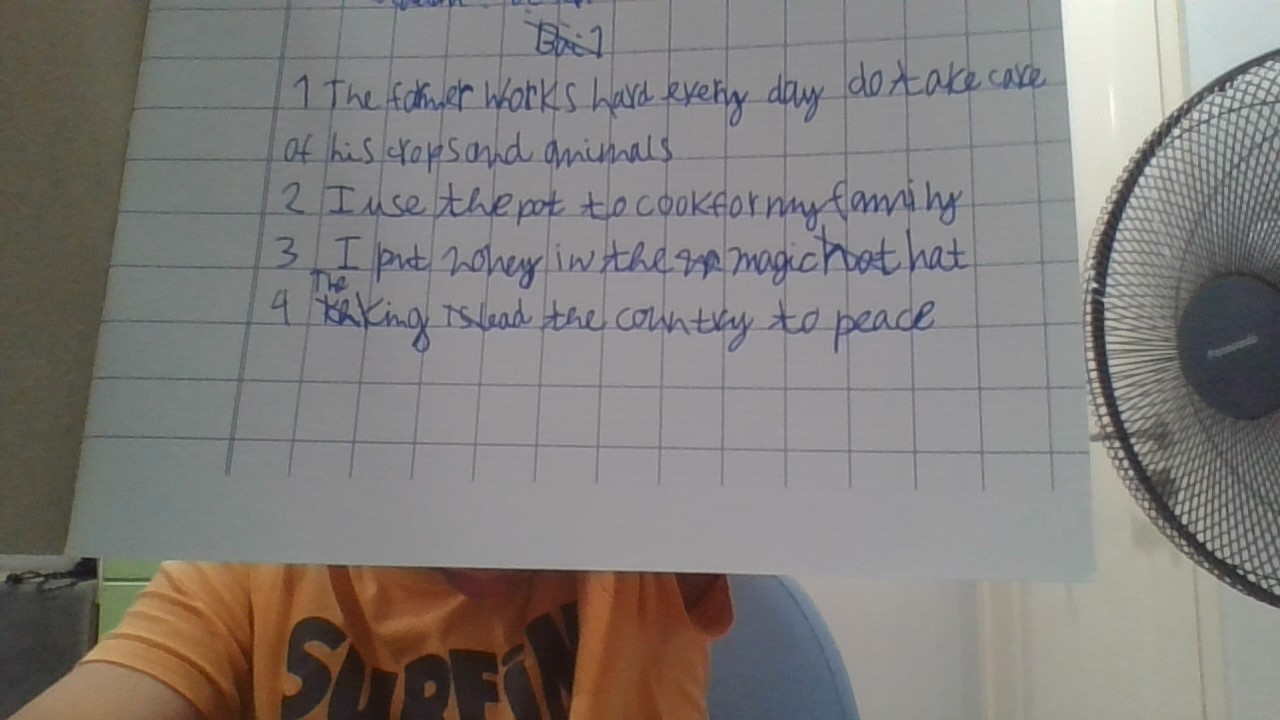 Bài 1
1 The farmer works hard every day do take care
of his crops and animals
2 I use the pot to cook for my family
3 I put money in the magic hat
The
4 king is lead the country to peace
SURFIN